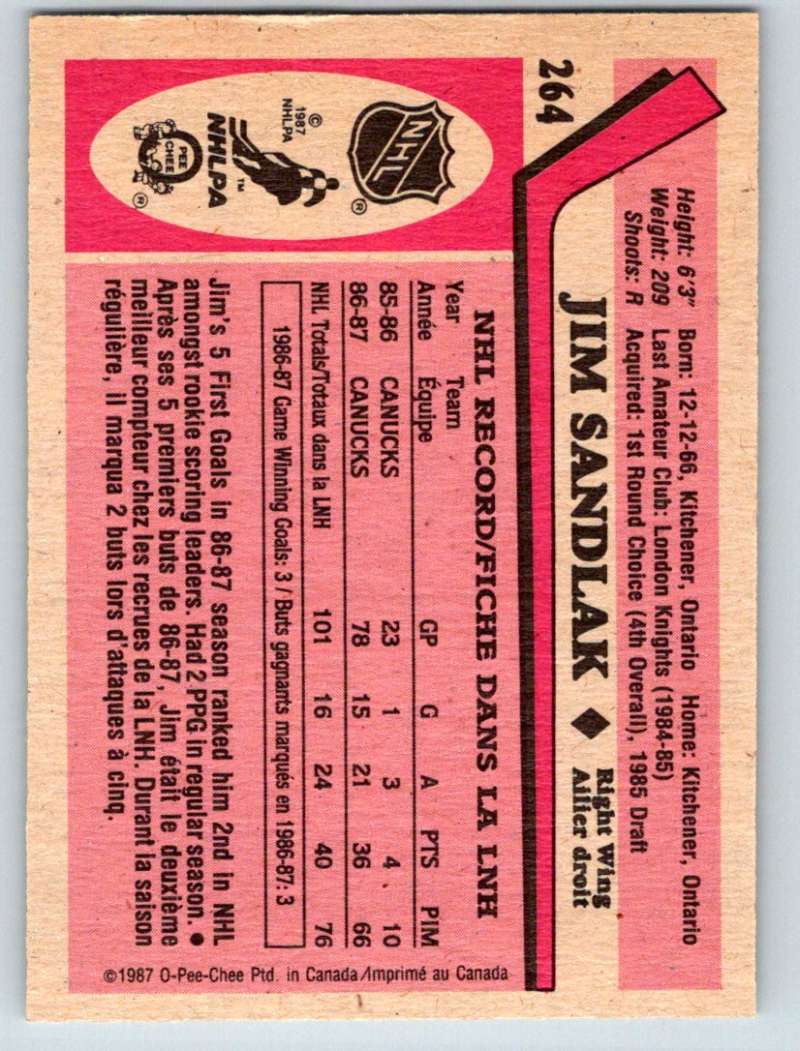 264
Height: 6'3" Born: 12-12-66, Kitchener, Ontario Home: Kitchener, Ontario
Weight: 209 Last Amateur Club: London Knights (1984-85)
Shoots: R Acquired: 1st Round Choice (4th Overall), 1985 Draft
JIM SANDLAK ◆ Right Wing
Ailier droit
NHL
®
© 1987
NHLPA
NHLPA
TM
O
PEE
CHEE
®
NHL RECORD/FICHE DANS LA LNH
Year Team
Année Équipe GP G A PTS PIM
85-86 CANUCKS 23 1 3 4 10
86-87 CANUCKS 78 15 21 36 66
NHL Totals/Totaux dans la LNH 101 16 24 40 76
1986-87 Game Winning Goals: 3 / Buts gagnants marqués en 1986-87: 3
Jim's 5 First Goals in 86-87 season ranked him 2nd in NHL
amongst rookie scoring leaders. Had 2 PPG in regular season. ●
Après ses 5 premiers buts de 86-87, Jim était le deuxième
meilleur compteur chez les recrues de la LNH. Durant la saison
régulière, il marqua 2 buts lors d'attaques à cinq.
©1987 O-Pee-Chee Ptd. in Canada/Imprimé au Canada